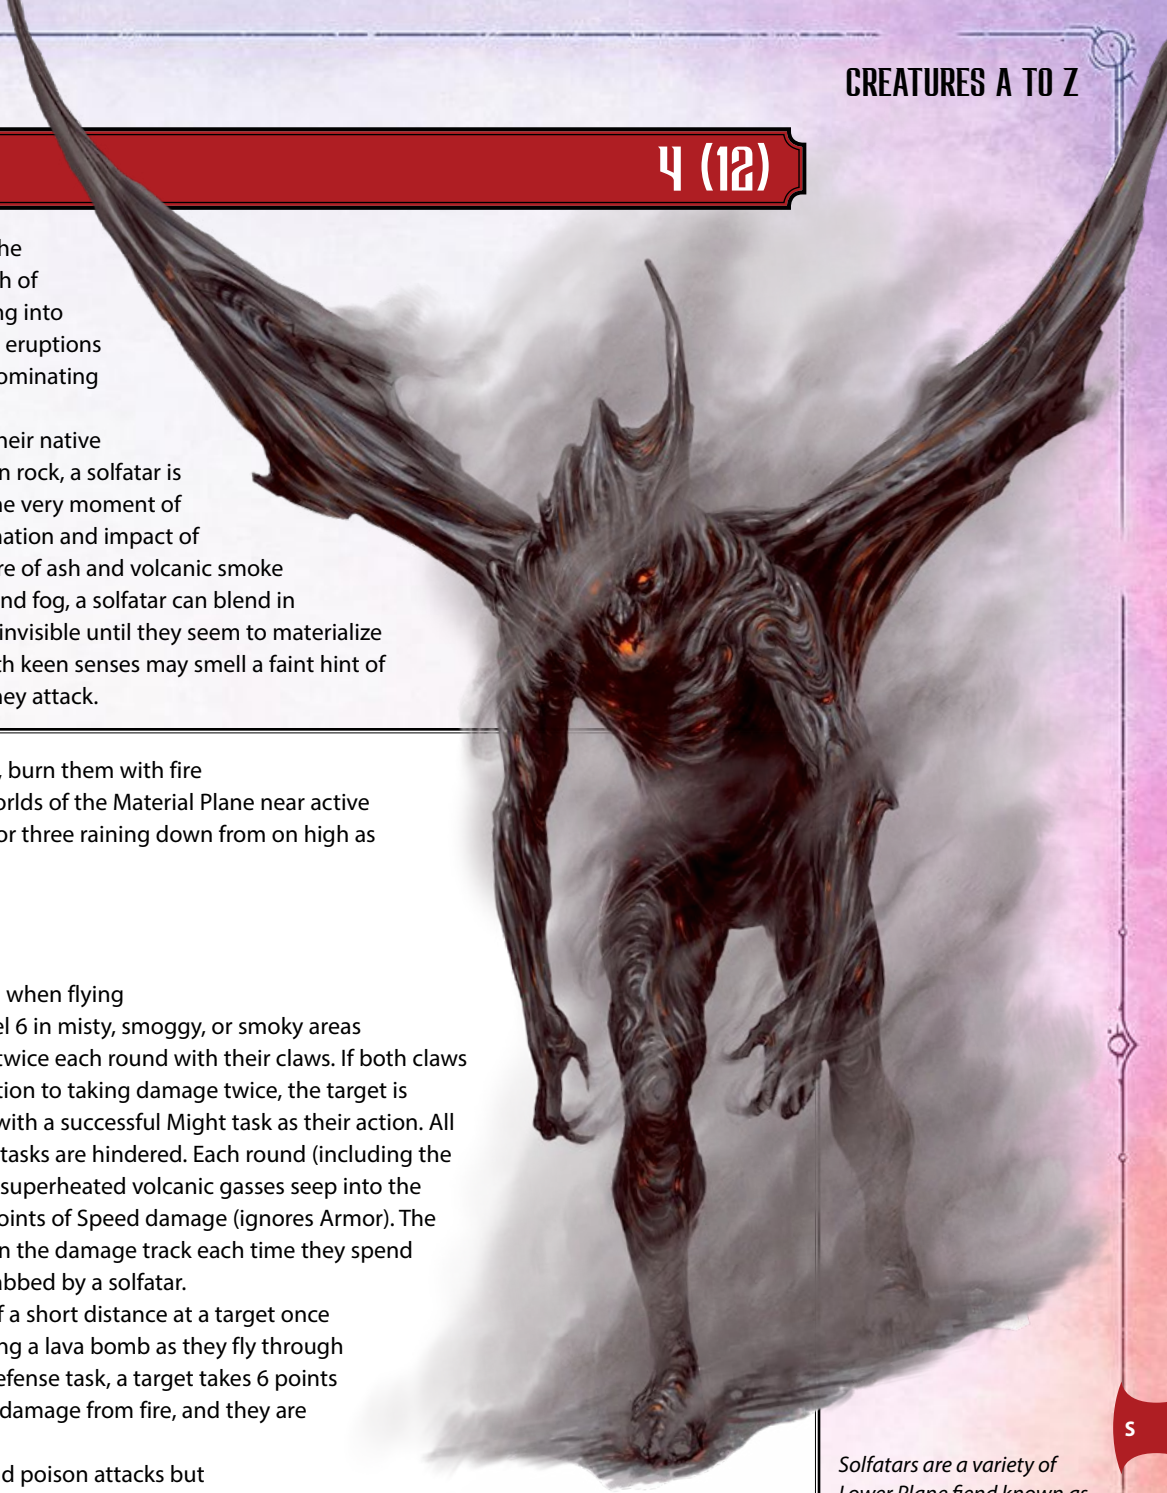 CREATURES A TO Z
4 (12)
he
h of
ng into
eruptions
ominating
heir native
n rock, a solfatar is
he very moment of
nation and impact of
re of ash and volcanic smoke
nd fog, a solfatar can blend in
invisible until they seem to materialize
th keen senses may smell a faint hint of
hey attack.
, burn them with fire
orlds of the Material Plane near active
or three raining down from on high as
when flying
el 6 in misty, smoggy, or smoky areas
twice each round with their claws. If both claws
tion to taking damage twice, the target is
with a successful Might task as their action. All
tasks are hindered. Each round (including the
superheated volcanic gasses seep into the
oints of Speed damage (ignores Armor). The
n the damage track each time they spend
abbed by a solfatar.
f a short distance at a target once
ng a lava bomb as they fly through
efense task, a target takes 6 points
damage from fire, and they are
d poison attacks but
S
Solfatars are a variety of
Lower Plane fiend known as